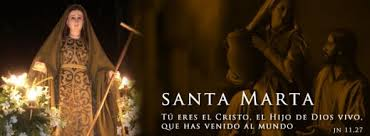 SANTA MARTA
TÚ ERES EL CRISTO, EL HIJO DE DIOS VIVO,
QUE HAS VENIDO AL MUNDO
JN 11,27